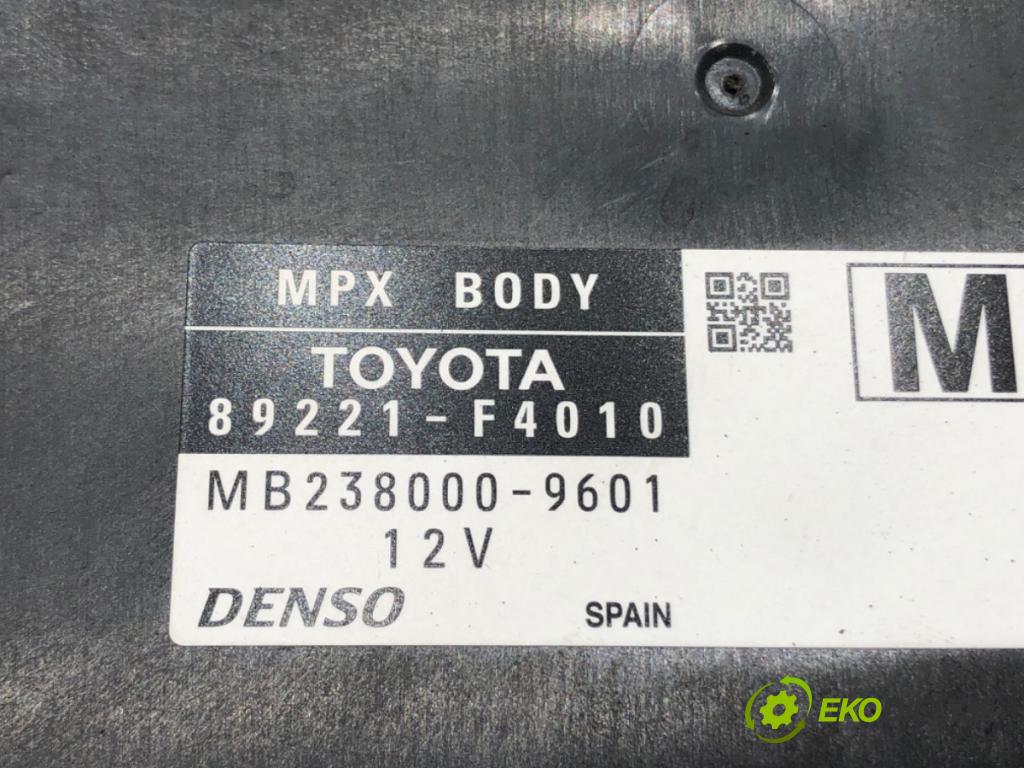 MPX BODY
TOYOTA
89221-F4010
MB238000-9601
12V
DENSO
SPAIN
M
EKO